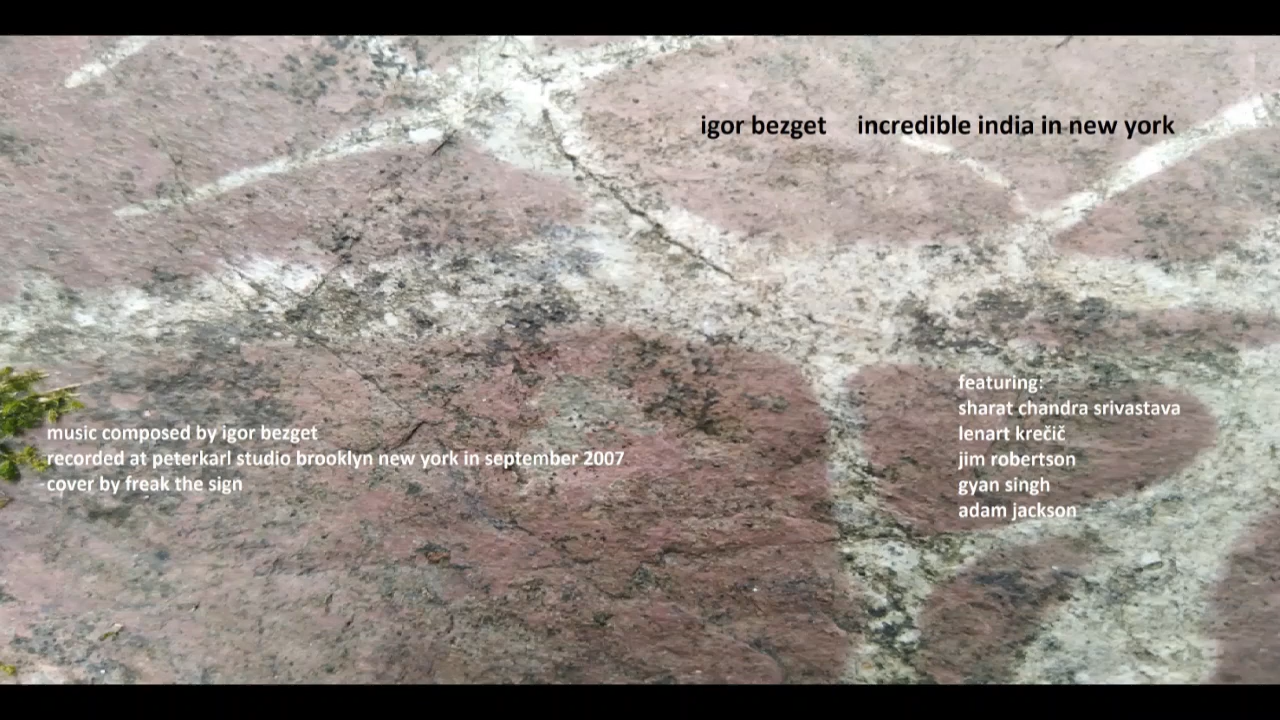 igor bezget incredible india in new york
featuring:
sharat chandra srivastava
lenart krečič
jim robertson
gyan singh
adam jackson
music composed by igor bezget
recorded at peterkarl studio brooklyn new york in september 2007
cover by freak the sign